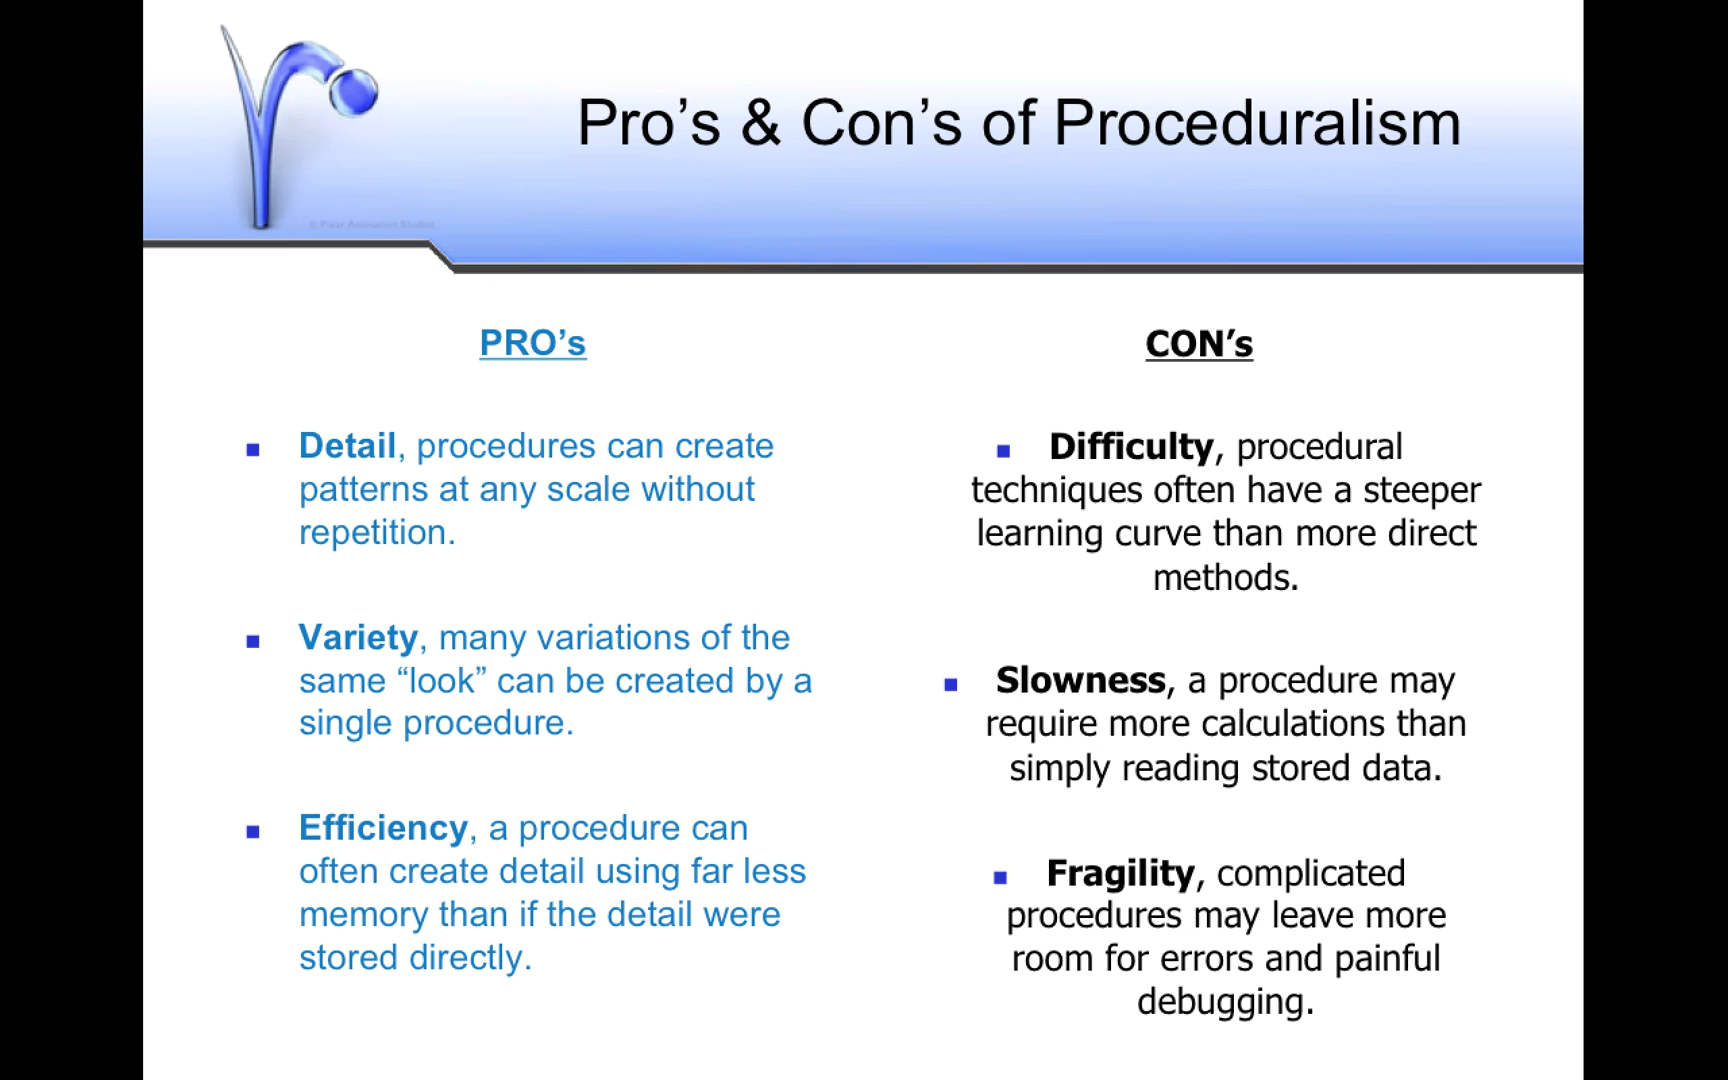 Pro’s & Con’s of Proceduralism
© Pixar Animation Studios
PRO’s
Detail, procedures can create
patterns at any scale without
repetition.
Variety, many variations of the
same “look” can be created by a
single procedure.
Efficiency, a procedure can
often create detail using far less
memory than if the detail were
stored directly.
CON’s
Difficulty, procedural
techniques often have a steeper
learning curve than more direct
methods.
Slowness, a procedure may
require more calculations than
simply reading stored data.
Fragility, complicated
procedures may leave more
room for errors and painful
debugging.